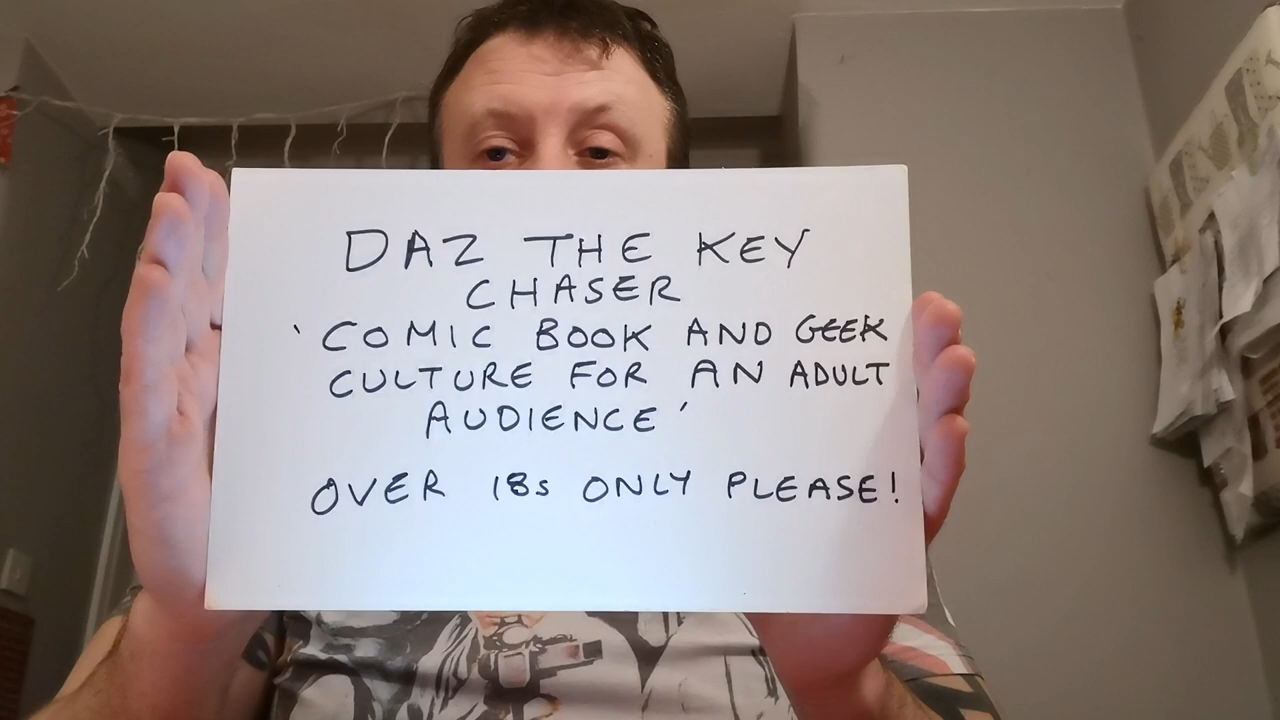 DAZ THE KEY
CHASER
'COMIC BOOK AND GEEK
CULTURE FOR AN ADULT
AUDIENCE'
OVER 18s ONLY PLEASE!